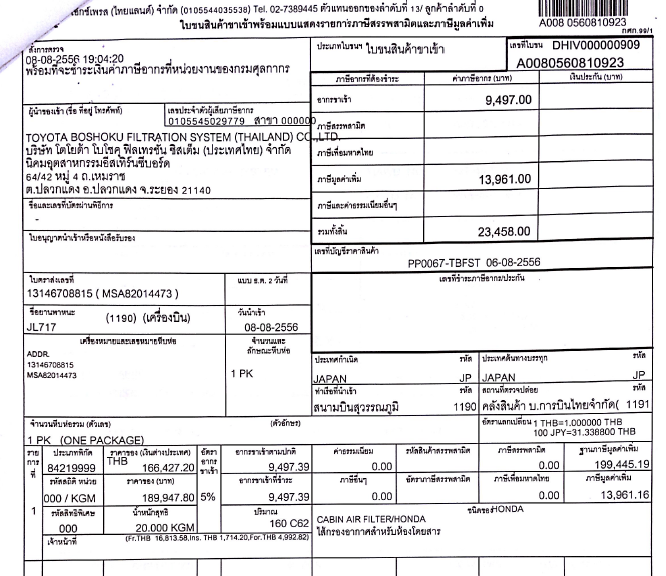 เอ็กซ์เพรส (ไทยแลนด์) จำกัด (0105544035538) Tel. 02-7389445 ตัวแทนออกของลำดับที่ 13/ ลูกค้าลำดับที่ 0
ใบขนสินค้าขาเข้าพร้อมแบบแสดงรายการภาษีสรรพสามิตและภาษีมูลค่าเพิ่ม
A008 0560810923
กศก.99/1
สั่งการตรวจ
08-08-2556 19:04:20
พร้อมที่จะชำระเงินค่าภาษีอากรที่หน่วยงานของกรมศุลกากร
ประเภทใบขนฯ ใบขนสินค้าขาเข้า
เลขที่ใบขน DHIV000000909
A0080560810923
ภาษีอากรที่ต้องชำระ ค่าภาษีอากร (บาท) เงินประกัน (บาท)
อากรขาเข้า 9,497.00
ภาษีสรรพสามิต
ภาษีเพื่อมหาดไทย
ภาษีมูลค่าเพิ่ม 13,961.00
ภาษีและค่าธรรมเนียมอื่นๆ
รวมทั้งสิ้น 23,458.00
ผู้นำของเข้า (ชื่อ ที่อยู่ โทรศัพท์) เลขประจำตัวผู้เสียภาษีอากร
0105545029779 สาขา 000000
TOYOTA BOSHOKU FILTRATION SYSTEM (THAILAND) CO.,LTD.
บริษัท โตโยต้า โบโชคุ ฟิลเทรชั่น ซิสเต็ม (ประเทศไทย) จำกัด
นิคมอุตสาหกรรมอีสเทิร์นซีบอร์ด
64/42 หมู่ 4 ถ.เหมราช
ต.ปลวกแดง อ.ปลวกแดง จ.ระยอง 21140
ชื่อและเลขที่บัตรผ่านพิธีการ
-
ใบอนุญาตนำเข้าหรือหนังสือรับรอง
เลขที่บัญชีราคาสินค้า
PP0067-TBFST 06-08-2556
ใบตราส่งเลขที่ แบบ ธ.ต. 2 วันที่
13146708815 ( MSA82014473 )
เลขที่ชำระภาษีอากร/ประกัน
ชื่อยานพาหนะ (1190) (เครื่องบิน) วันนำเข้า
JL717 08-08-2556
เครื่องหมายและเลขหมายหีบห่อ จำนวนและ
ลักษณะหีบห่อ
ADDR.
13146708815
MSA82014473
1 PK
ประเทศกำเนิด รหัส ประเทศต้นทางบรรทุก รหัส
JAPAN JP JAPAN JP
ท่าเรือที่นำเข้า รหัส สถานที่ตรวจปล่อย รหัส
สนามบินสุวรรณภูมิ 1190 คลังสินค้า บ.การบินไทยจำกัด( 1191
จำนวนหีบห่อรวม (ตัวเลข) (ตัวอักษร)
1 PK (ONE PACKAGE)
อัตราแลกเปลี่ยน 1 THB=1.000000 THB
100 JPY=31.338800 THB
รายการที่ ประเภทพิกัด ราคาของ (เงินต่างประเทศ) อัตราอากรขาเข้า อากรขาเข้าตามปกติ ค่าธรรมเนียม รหัสสินค้าสรรพสามิต ภาษีสรรพสามิต ฐานภาษีมูลค่าเพิ่ม
84219999 THB 166,427.20 9,497.39 0.00 0.00 199,445.19
รหัสสถิติ หน่วย ราคาของ (บาท) อากรขาเข้าที่ชำระ ภาษีอื่นๆ อัตราภาษีสรรพสามิต ภาษีเพื่อมหาดไทย ภาษีมูลค่าเพิ่ม
000 / KGM 189,947.80 5% 9,497.39 0.00 0.00 13,961.16
1 รหัสสิทธิพิเศษ น้ำหนักสุทธิ ปริมาณ ชนิดของ HONDA
000 20.000 KGM 160 C62 CABIN AIR FILTER/HONDA
ไส้กรองอากาศสำหรับห้องโดยสาร
เจ้าหน้าที่ (Fr.THB 16,813.58,Ins. THB 1,714.20,For.THB 4,992.82)